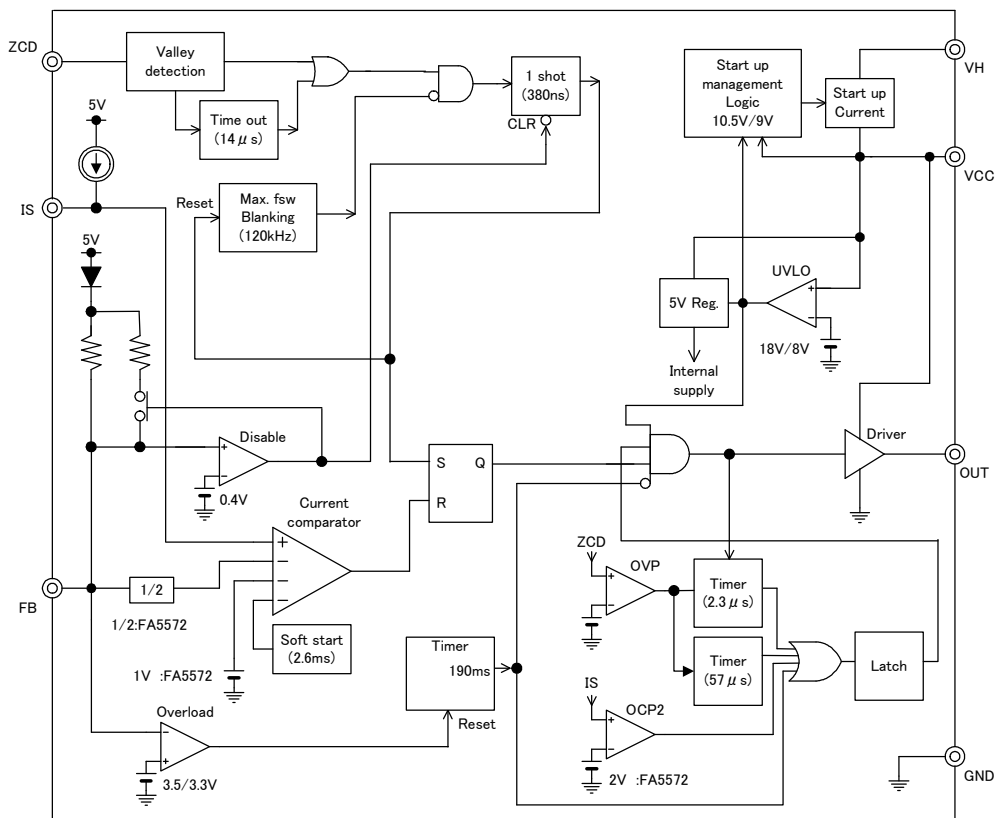 ZCD
Valley
detection
Time out
(14μs)
1 shot
(380ns)
CLR
Start up
management
Logic
10.5V/9V
Start up
Current
VH
VCC
5V
IS
Reset
Max. fsw
Blanking
(120kHz)
5V
UVLO
5V Reg.
18V/8V
Internal
supply
Disable
0.4V
S
Q
R
Driver
OUT
Current
comparator
FB
1/2
1/2:FA5572
Soft start
(2.6ms)
1V :FA5572
Timer
190ms
Reset
Overload
3.5/3.3V
ZCD
OVP
Timer
(2.3μs)
Timer
(57μs)
Latch
IS
OCP2
2V :FA5572
GND